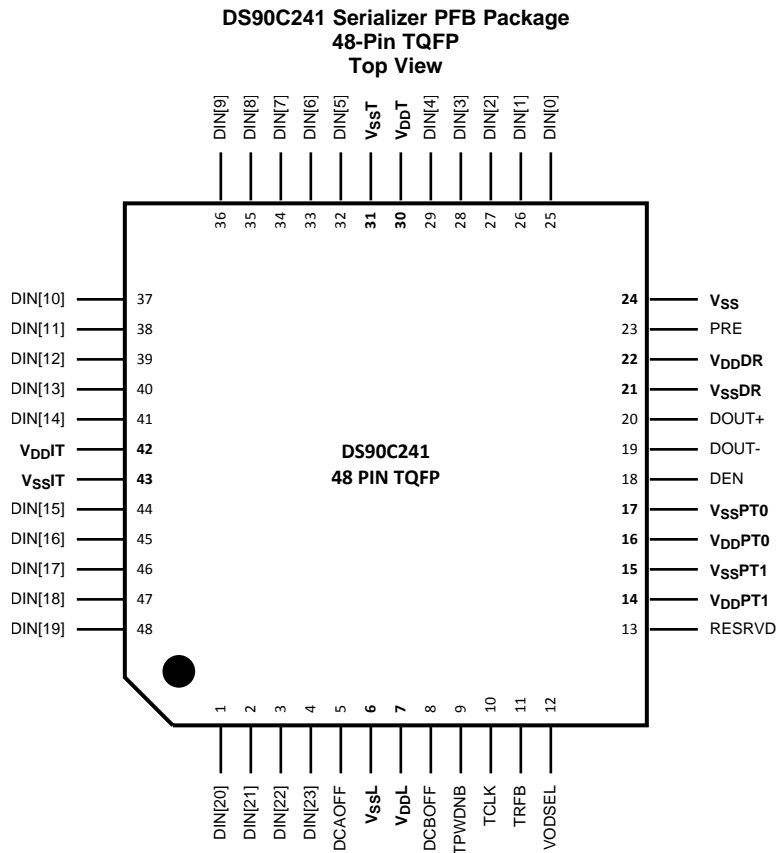 DS90C241 Serializer PFB Package
48-Pin TQFP
Top View
DIN[9] DIN[8] DIN[7] DIN[6] DIN[5] VSST VDDT DIN[4] DIN[3] DIN[2] DIN[1] DIN[0]
36 35 34 33 32 31 30 29 28 27 26 25
DIN[10] 37 24 VSS
DIN[11] 38 23 PRE
DIN[12] 39 22 VDDDR
DIN[13] 40 21 VSSDR
DIN[14] 41 20 DOUT+
VDDIT 42 DS90C241 19 DOUT-
VSSIT 43 48 PIN TQFP 18 DEN
DIN[15] 44 17 VSSPT0
DIN[16] 45 16 VDDPT0
DIN[17] 46 15 VSSPT1
DIN[18] 47 14 VDDPT1
DIN[19] 48 13 RESRVD
1 2 3 4 5 6 7 8 9 10 11 12
DIN[20] DIN[21] DIN[22] DIN[23] DCAOFF VSSL VDDL DCBOFF TPWDNB TCLK TRFB VODSEL